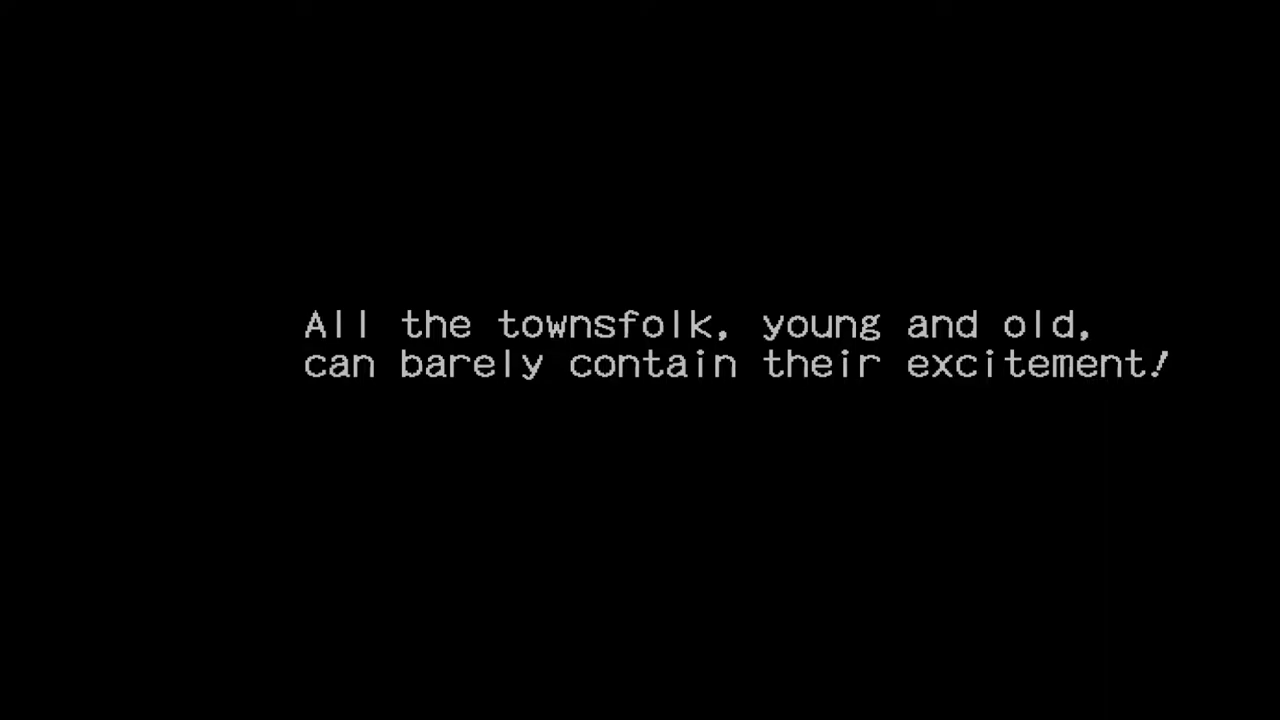 All the townsfolk, young and old,
can barely contain their excitement!